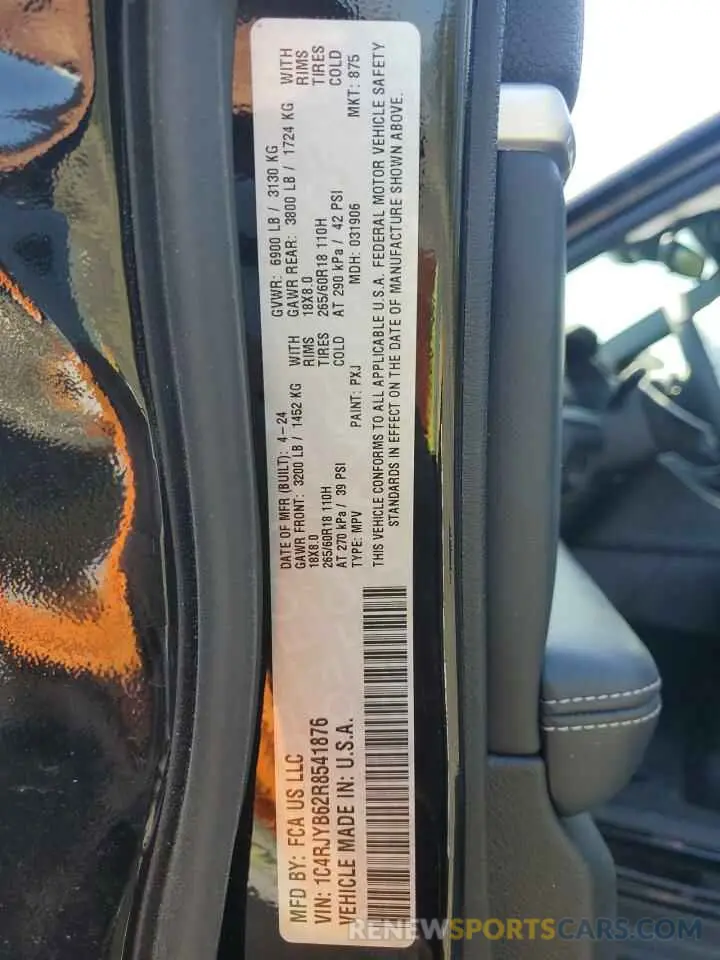 MFD BY: FCA US LLC
VIN: 1C4RJYB62R8541876
VEHICLE MADE IN: U.S.A.
DATE OF MFR (BUILT): 4-24
GVWR: 6900 LB / 3130 KG
GAWR FRONT: 3200 LB / 1452 KG WITH
GAWR REAR: 3800 LB / 1724 KG WITH
18X8.0 RIMS
18X8.0 RIMS
265/60R18 110H TIRES
265/60R18 110H TIRES
AT 270 kPa / 39 PSI COLD
AT 290 kPa / 42 PSI COLD
TYPE: MPV PAINT: PXJ MDH: 031906 MKT: 875
THIS VEHICLE CONFORMS TO ALL APPLICABLE U.S.A. FEDERAL MOTOR VEHICLE SAFETY
STANDARDS IN EFFECT ON THE DATE OF MANUFACTURE SHOWN ABOVE.
RENEWSPORTSCARS.COM